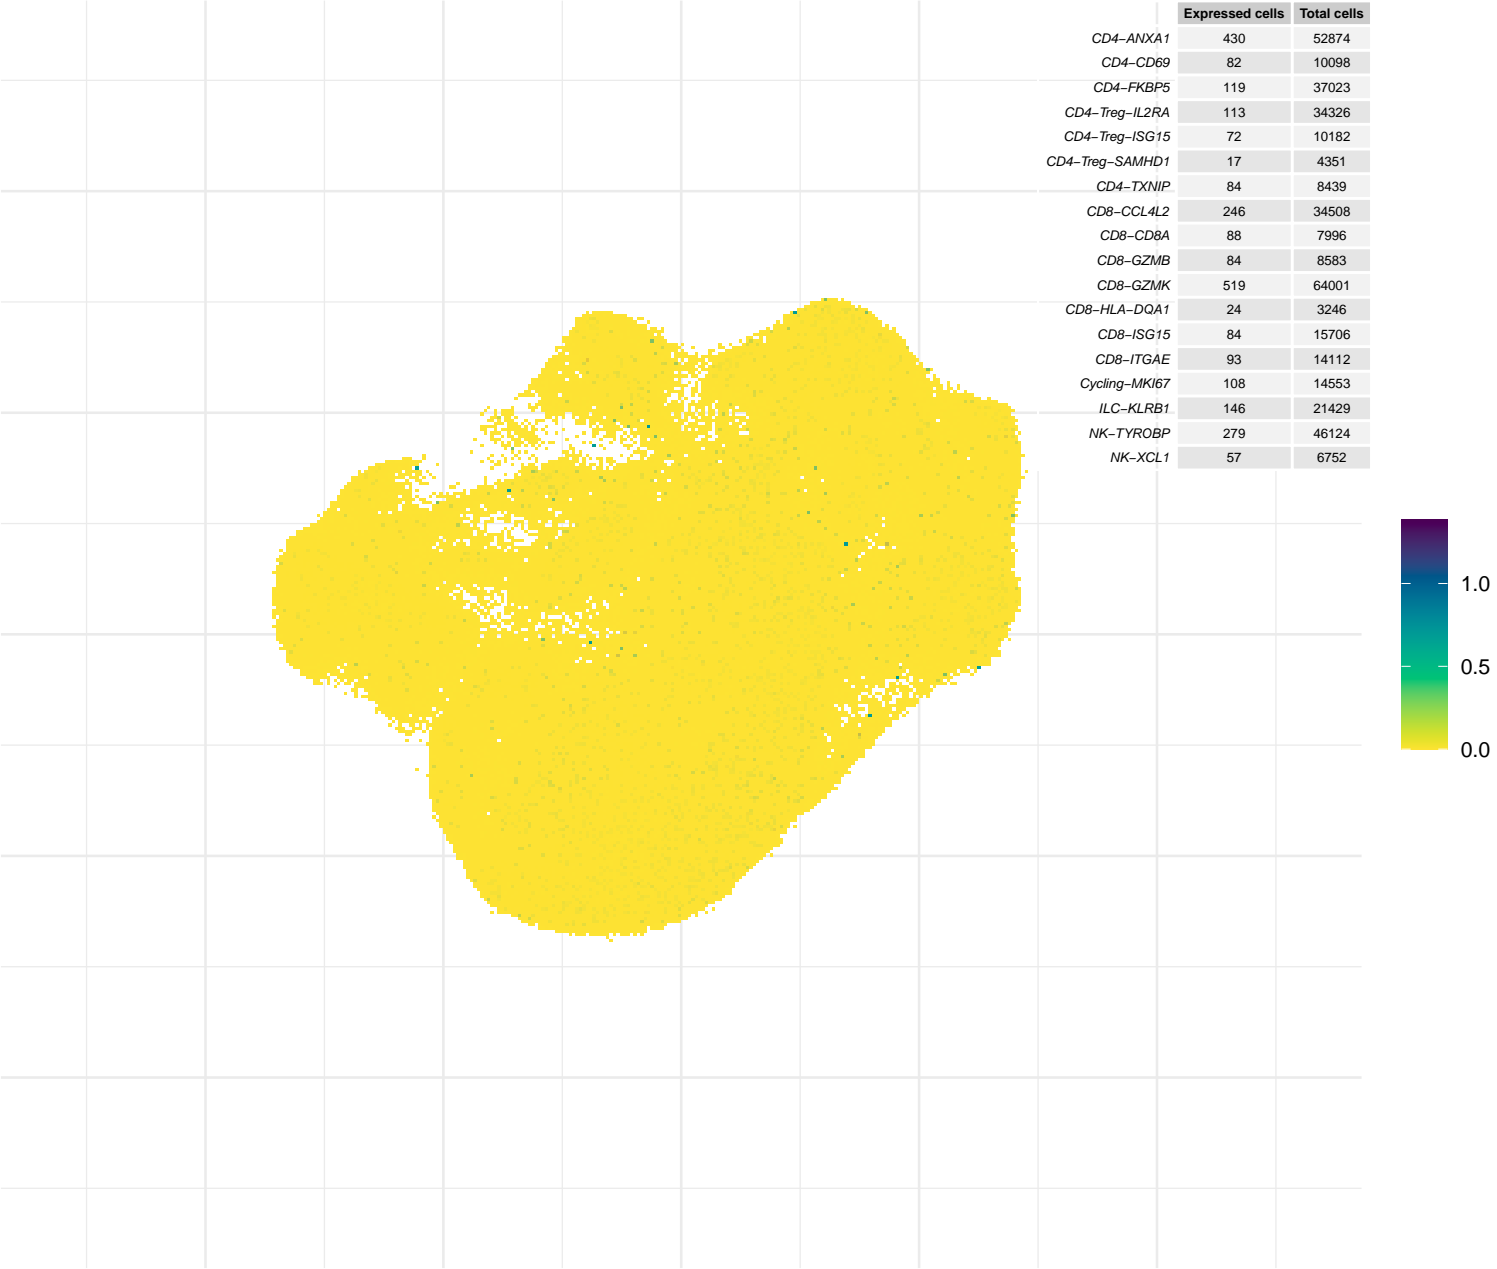 Expressed cells Total cells
CD4−ANXA1 430 52874
CD4−CD69 82 10098
CD4−FKBP5 119 37023
CD4−Treg−IL2RA 113 34326
CD4−Treg−ISG15 72 10182
CD4−Treg−SAMHD1 17 4351
CD4−TXNIP 84 8439
CD8−CCL4L2 246 34508
CD8−CD8A 88 7996
CD8−GZMB 84 8583
CD8−GZMK 519 64001
CD8−HLA−DQA1 24 3246
CD8−ISG15 84 15706
CD8−ITGAE 93 14112
Cycling−MKI67 108 14553
ILC−KLRB1 146 21429
NK−TYROBP 279 46124
NK−XCL1 57 6752
1.0
0.5
0.0